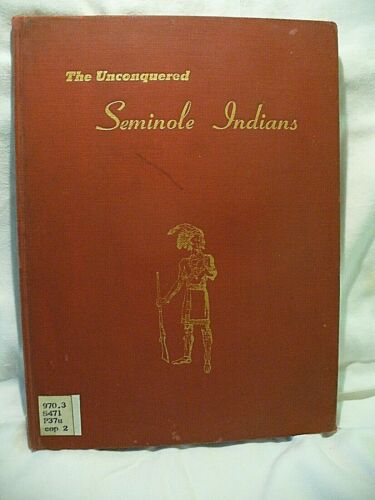 The Unconquered
Seminole Indians
970.3
S471
P37u
cop 2